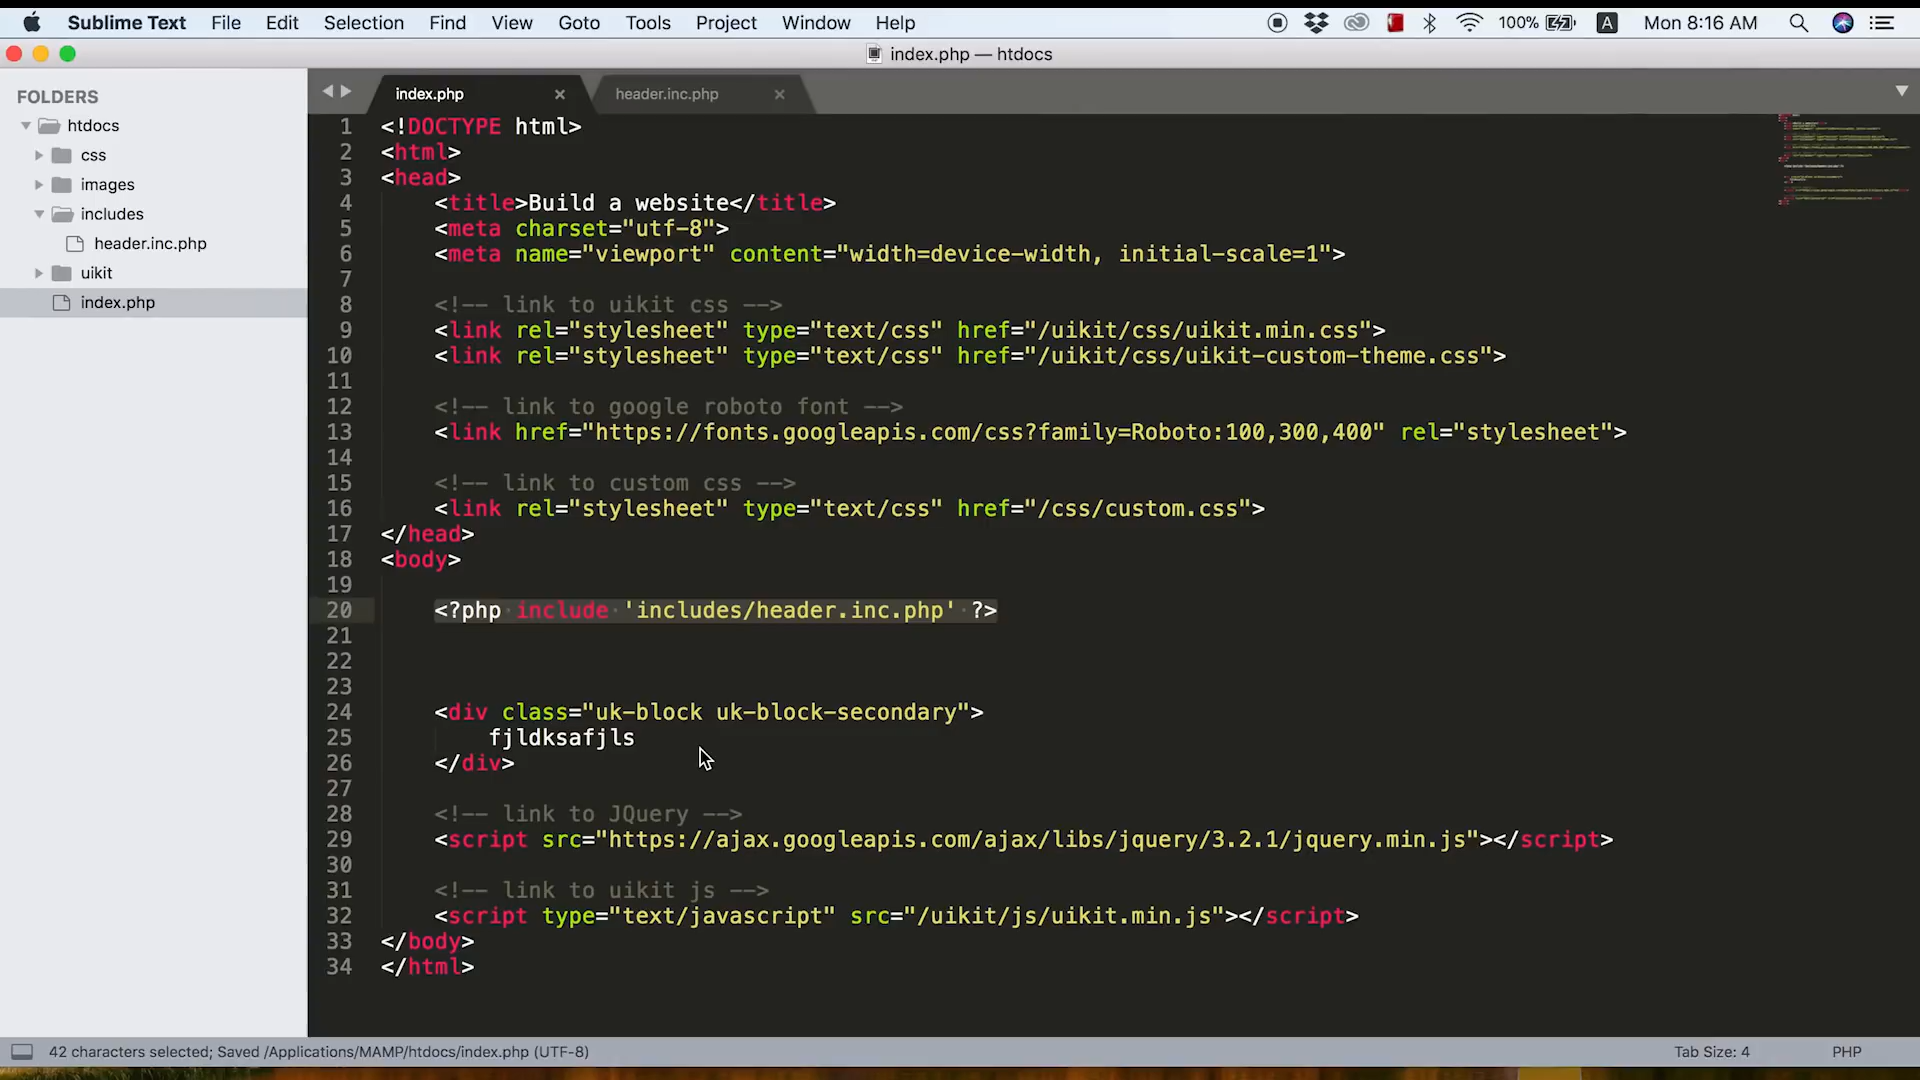 Sublime Text File Edit Selection Find View Goto Tools Project Window Help 100% A Mon 8:16 AM
index.php — htdocs
FOLDERS
htdocs
css
images
includes
header.inc.php
uikit
index.php
index.php × header.inc.php ×
1 <!DOCTYPE html>
2 <html>
3 <head>
4 <title>Build a website</title>
5 <meta charset="utf-8">
6 <meta name="viewport" content="width=device-width, initial-scale=1">
7
8 <!-- link to uikit css -->
9 <link rel="stylesheet" type="text/css" href="/uikit/css/uikit.min.css">
10 <link rel="stylesheet" type="text/css" href="/uikit/css/uikit-custom-theme.css">
11
12 <!-- link to google roboto font -->
13 <link href="https://fonts.googleapis.com/css?family=Roboto:100,300,400" rel="stylesheet">
14
15 <!-- link to custom css -->
16 <link rel="stylesheet" type="text/css" href="/css/custom.css">
17 </head>
18 <body>
19
20 <?php include 'includes/header.inc.php' ?>
21
22
23
24 <div class="uk-block uk-block-secondary">
25 fjldksafjls
26 </div>
27
28 <!-- link to JQuery -->
29 <script src="https://ajax.googleapis.com/ajax/libs/jquery/3.2.1/jquery.min.js"></script>
30
31 <!-- link to uikit js -->
32 <script type="text/javascript" src="/uikit/js/uikit.min.js"></script>
33 </body>
34 </html>
42 characters selected; Saved /Applications/MAMP/htdocs/index.php (UTF-8) Tab Size: 4 PHP